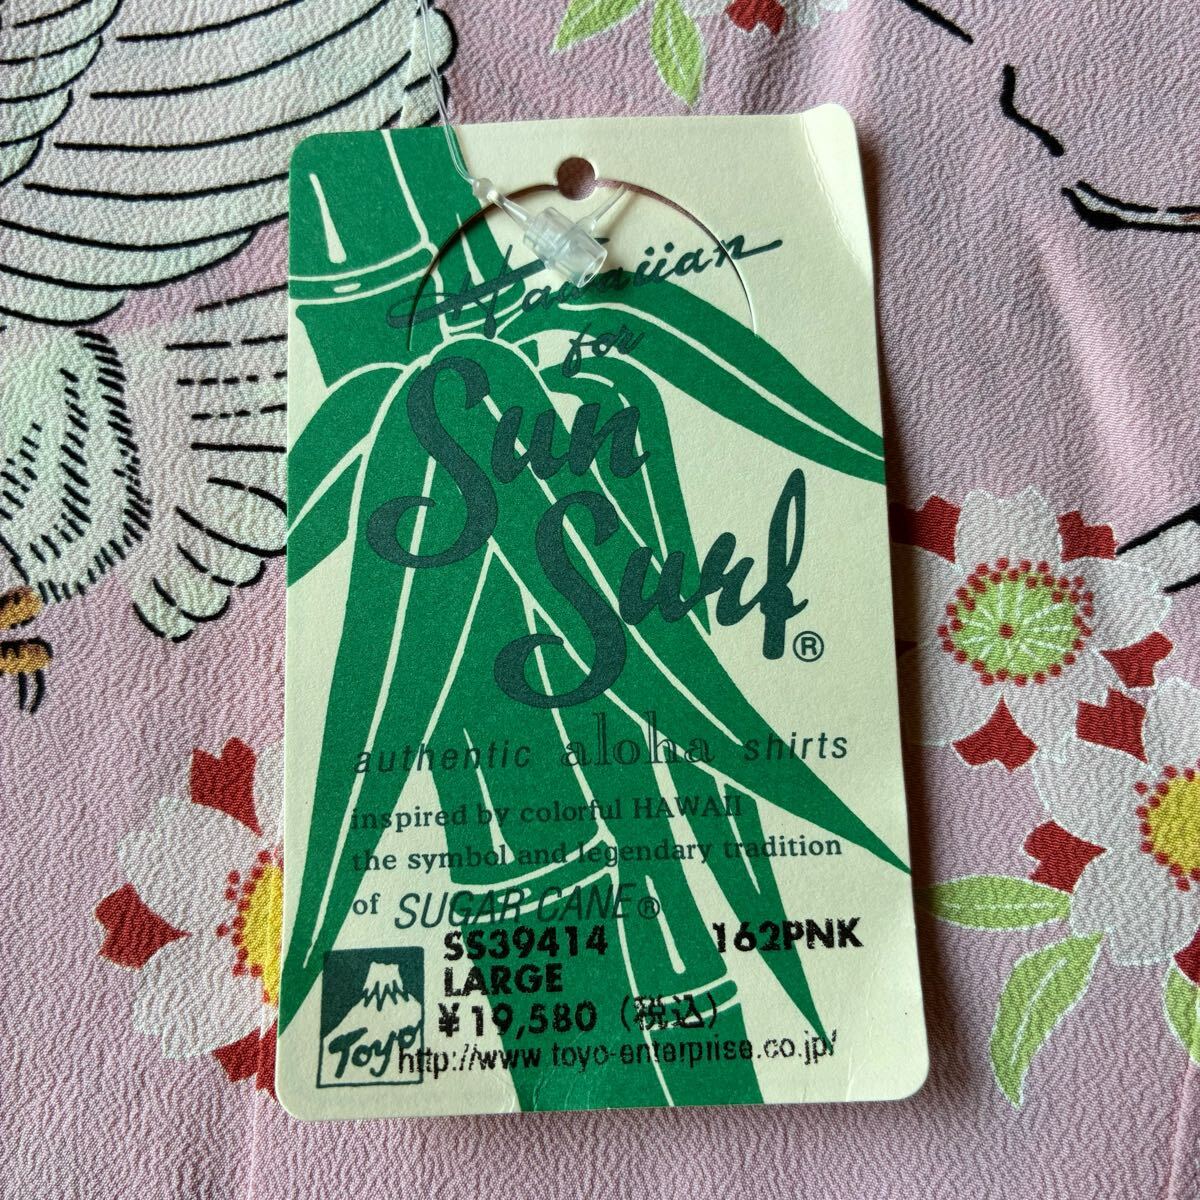 Hawaiian
for
Sun
Surf®
authentic aloha shirts
inspired by colorful HAWAII
the symbol and legendary tradition
of SUGAR CANE®
SS39414 162PNK
LARGE
¥19,580 (税込)
Toyo
http://www.toyo-enterprise.co.jp/